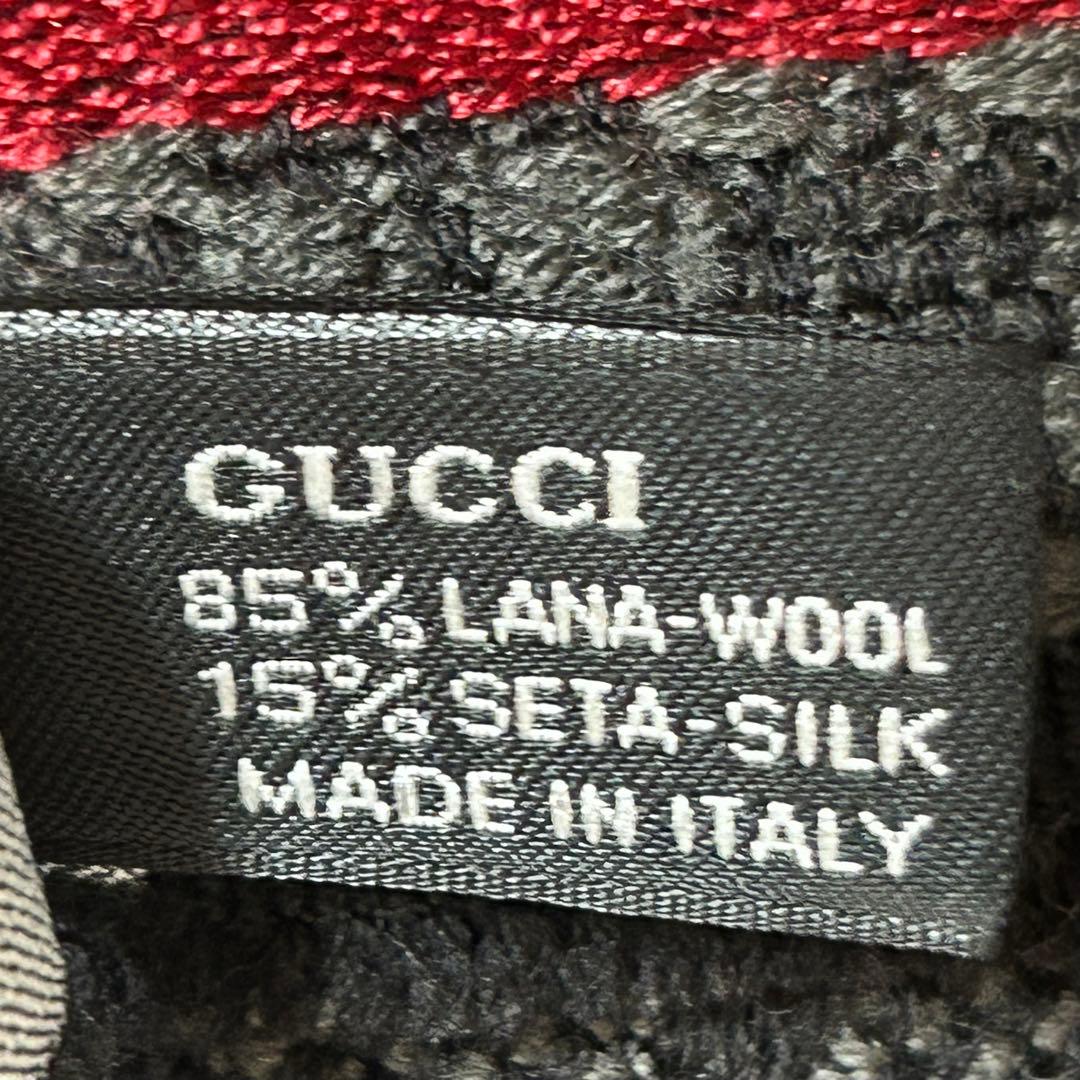 GUCCI
85% LANA-WOOL
15% SETA-SILK
MADE IN ITALY